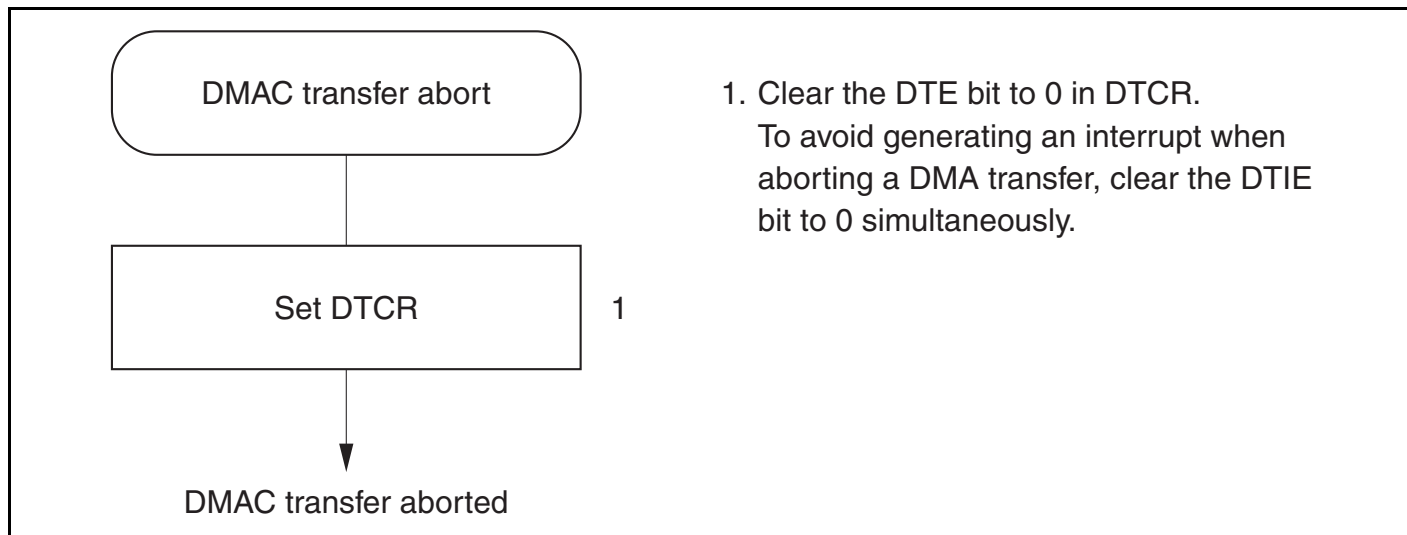 DMAC transfer abort
1. Clear the DTE bit to 0 in DTCR.
To avoid generating an interrupt when
aborting a DMA transfer, clear the DTIE
bit to 0 simultaneously.
Set DTCR
1
DMAC transfer aborted